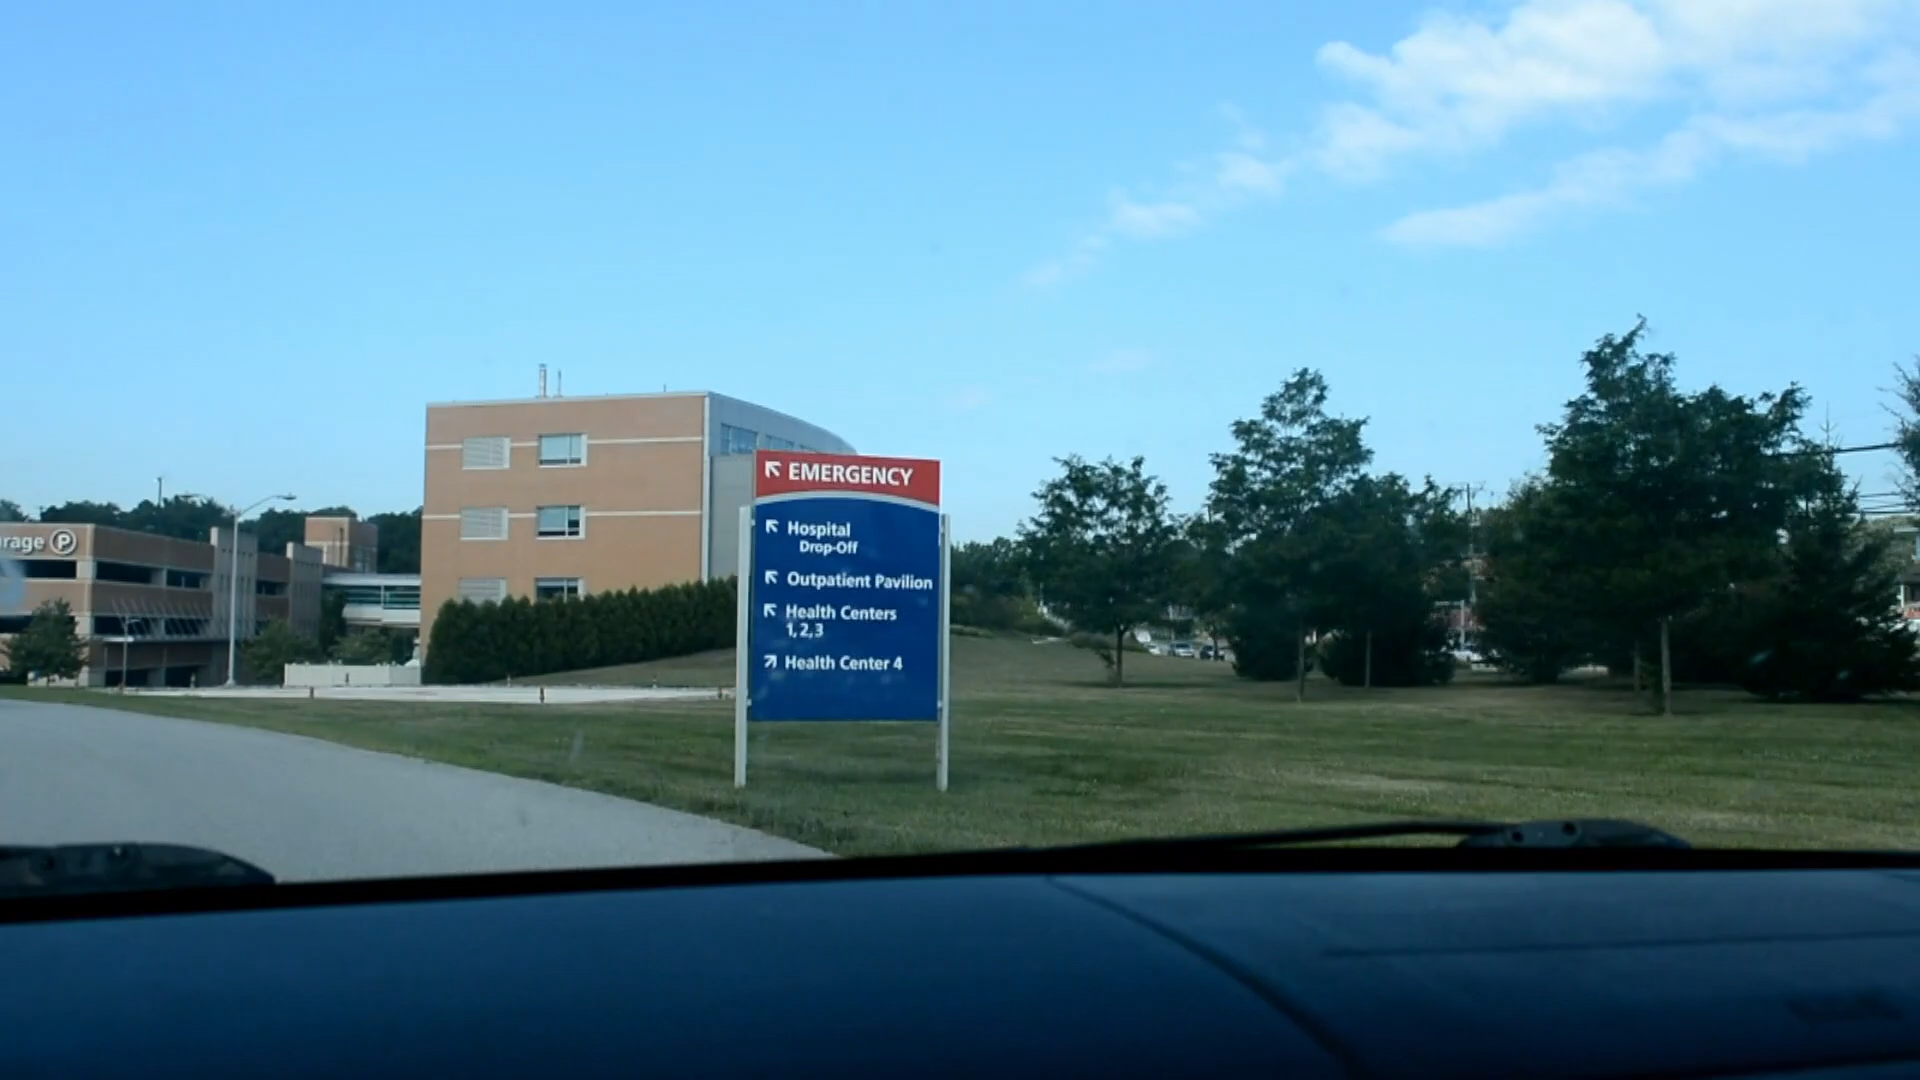 EMERGENCY
Hospital
Drop-Off
Outpatient Pavilion
Health Centers
1,2,3
Health Center 4
P